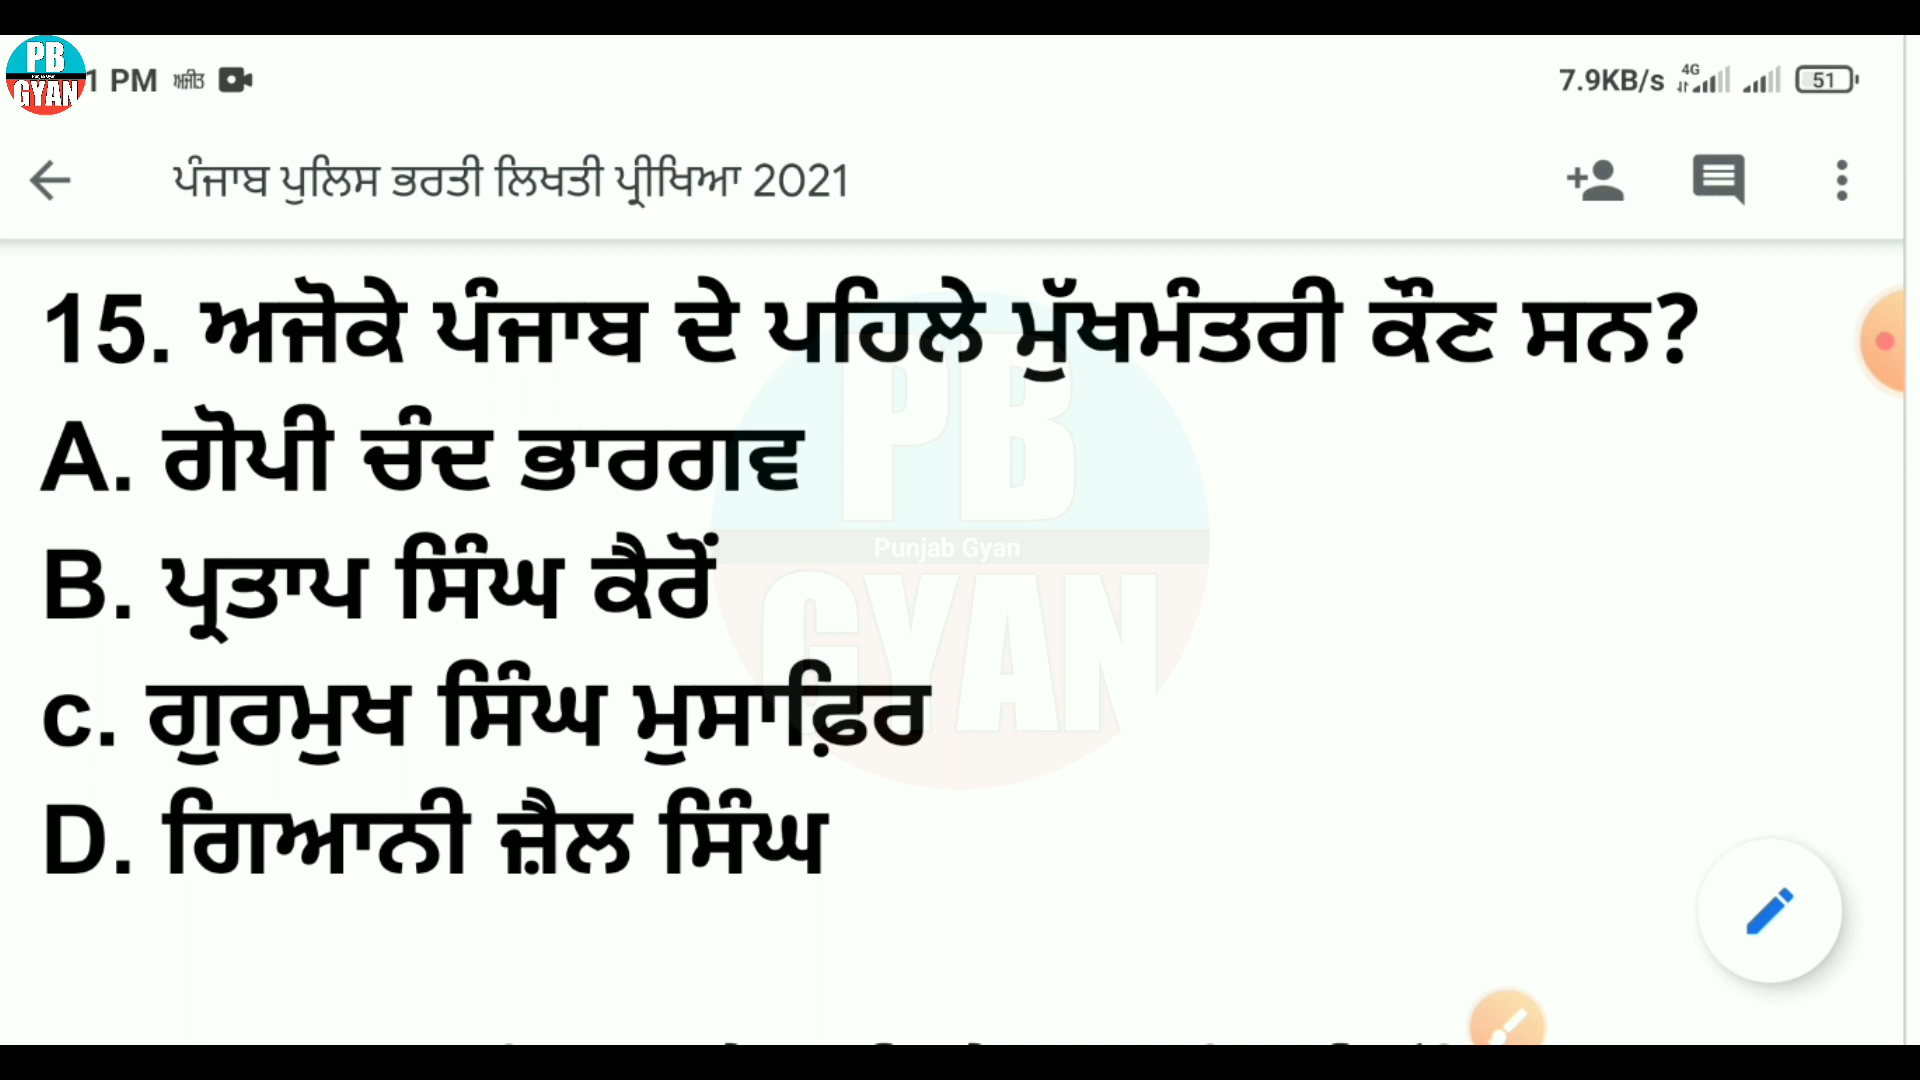 PB
GYAN
1 PM ਅਜੀਤ
7.9KB/s 4G 51
ਪੰਜਾਬ ਪੁਲਿਸ ਭਰਤੀ ਲਿਖਤੀ ਪ੍ਰੀਖਿਆ 2021
15. ਅਜੋਕੇ ਪੰਜਾਬ ਦੇ ਪਹਿਲੇ ਮੁੱਖਮੰਤਰੀ ਕੌਣ ਸਨ?
A. ਗੋਪੀ ਚੰਦ ਭਾਰਗਵ
B. ਪ੍ਰਤਾਪ ਸਿੰਘ ਕੈਰੋਂ
c. ਗੁਰਮੁਖ ਸਿੰਘ ਮੁਸਾਫ਼ਿਰ
D. ਗਿਆਨੀ ਜ਼ੈਲ ਸਿੰਘ
PB
Punjab Gyan
GYAN